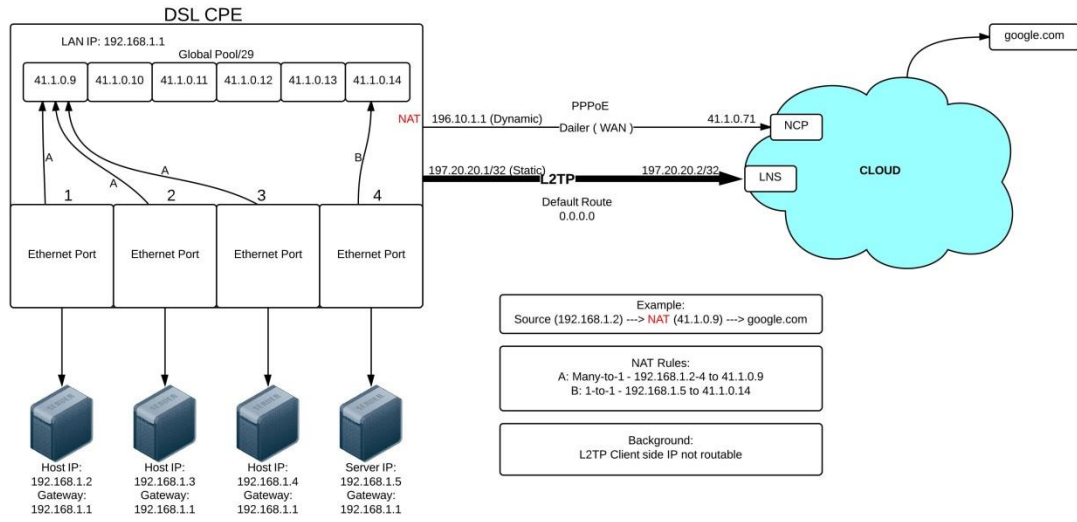 DSL CPE
LAN IP: 192.168.1.1
Global Pool/29
41.1.0.9
41.1.0.10
41.1.0.11
41.1.0.12
41.1.0.13
41.1.0.14
google.com
NAT
196.10.1.1 (Dynamic)
PPPoE
Dailer ( WAN )
41.1.0.71
NCP
197.20.20.1/32 (Static)
L2TP
197.20.20.2/32
LNS
CLOUD
Default Route
0.0.0.0
A
A
A
B
1
2
3
4
Ethernet Port
Ethernet Port
Ethernet Port
Ethernet Port
Example:
Source (192.168.1.2) ---> NAT (41.1.0.9) ---> google.com
NAT Rules:
A: Many-to-1 - 192.168.1.2-4 to 41.1.0.9
B: 1-to-1 - 192.168.1.5 to 41.1.0.14
Background:
L2TP Client side IP not routable
SERVER
SERVER
SERVER
SERVER
Host IP:
192.168.1.2
Gateway:
192.168.1.1
Host IP:
192.168.1.3
Gateway:
192.168.1.1
Host IP:
192.168.1.4
Gateway:
192.168.1.1
Server IP:
192.168.1.5
Gateway:
192.168.1.1